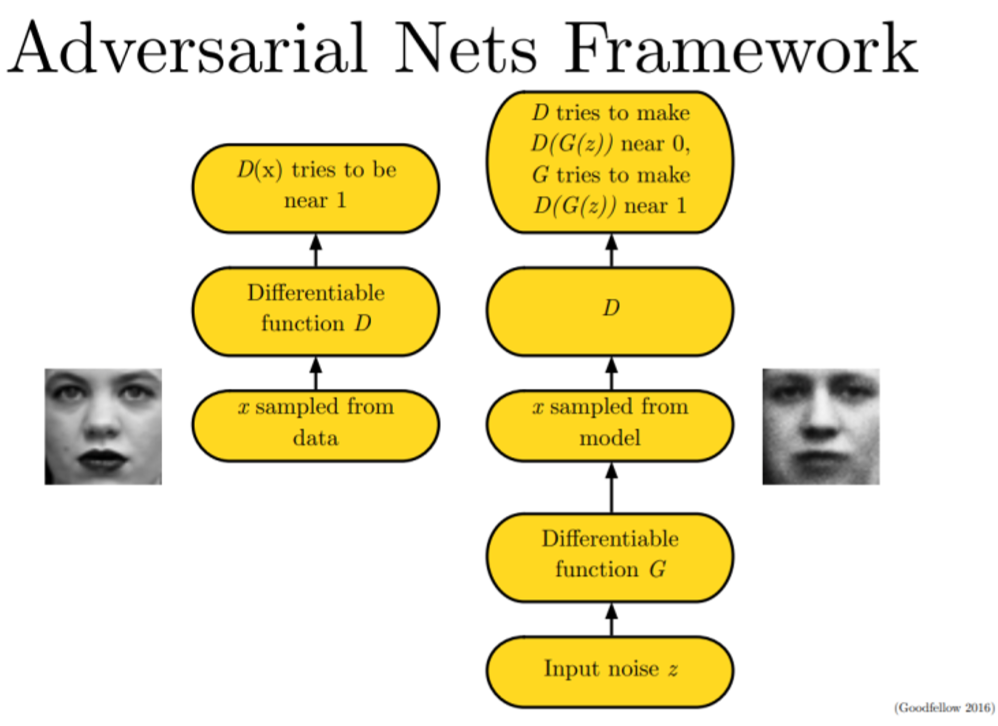 Adversarial Nets Framework
D(x) tries to be
near 1
Differentiable
function D
x sampled from
data
D tries to make
D(G(z)) near 0,
G tries to make
D(G(z)) near 1
D
x sampled from
model
Differentiable
function G
Input noise z
(Goodfellow 2016)